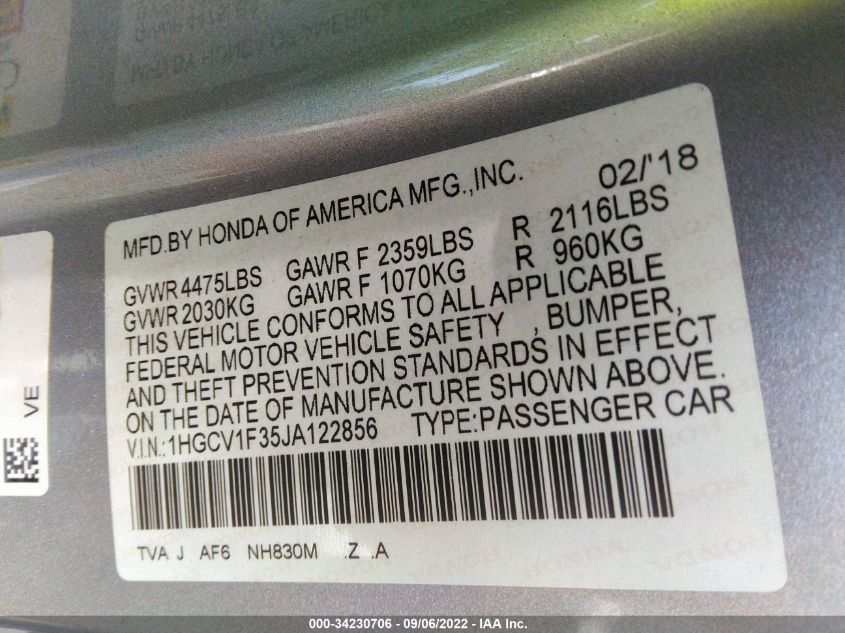 MFD.BY HONDA OF AMERICA MFG.,INC. 02/'18
GVWR 4475LBS GAWR F 2359LBS R 2116LBS
GVWR 2030KG GAWR F 1070KG R 960KG
THIS VEHICLE CONFORMS TO ALL APPLICABLE
FEDERAL MOTOR VEHICLE SAFETY , BUMPER,
AND THEFT PREVENTION STANDARDS IN EFFECT
ON THE DATE OF MANUFACTURE SHOWN ABOVE.
V.I.N.:1HGCV1F35JA122856 TYPE:PASSENGER CAR
TVA J AF6 NH830M .Z .A
VE
000-34230706 - 09/06/2022 - IAA Inc.